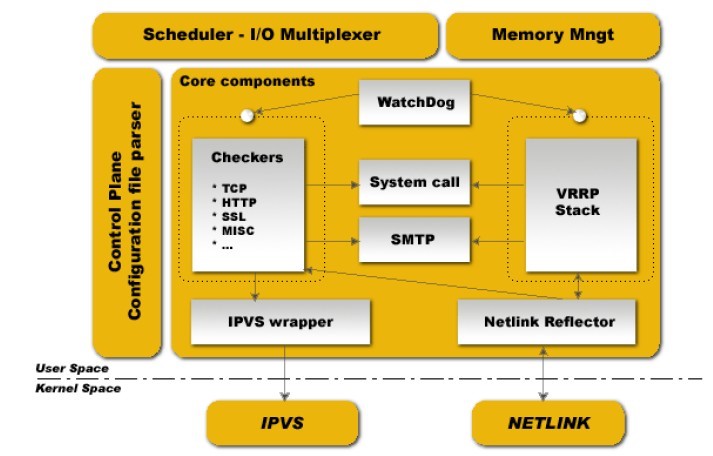 Scheduler - I/O Multiplexer
Memory Mngt
Control Plane
Configuration file parser
Core components
WatchDog
Checkers
* TCP
* HTTP
* SSL
* MISC
* ...
System call
SMTP
VRRP
Stack
IPVS wrapper
Netlink Reflector
User Space
Kernel Space
IPVS
NETLINK